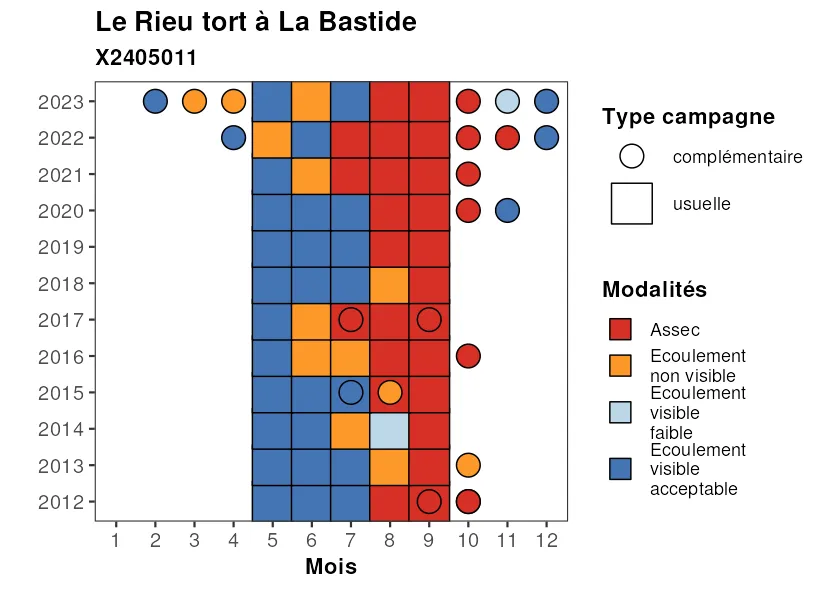 Le Rieu tort à La Bastide
X2405011
2023
2022
2021
2020
2019
2018
2017
2016
2015
2014
2013
2012
1 2 3 4 5 6 7 8 9 10 11 12
Mois
Type campagne
complémentaire
usuelle
Modalités
Assec
Ecoulement
non visible
Ecoulement
visible
faible
Ecoulement
visible
acceptable